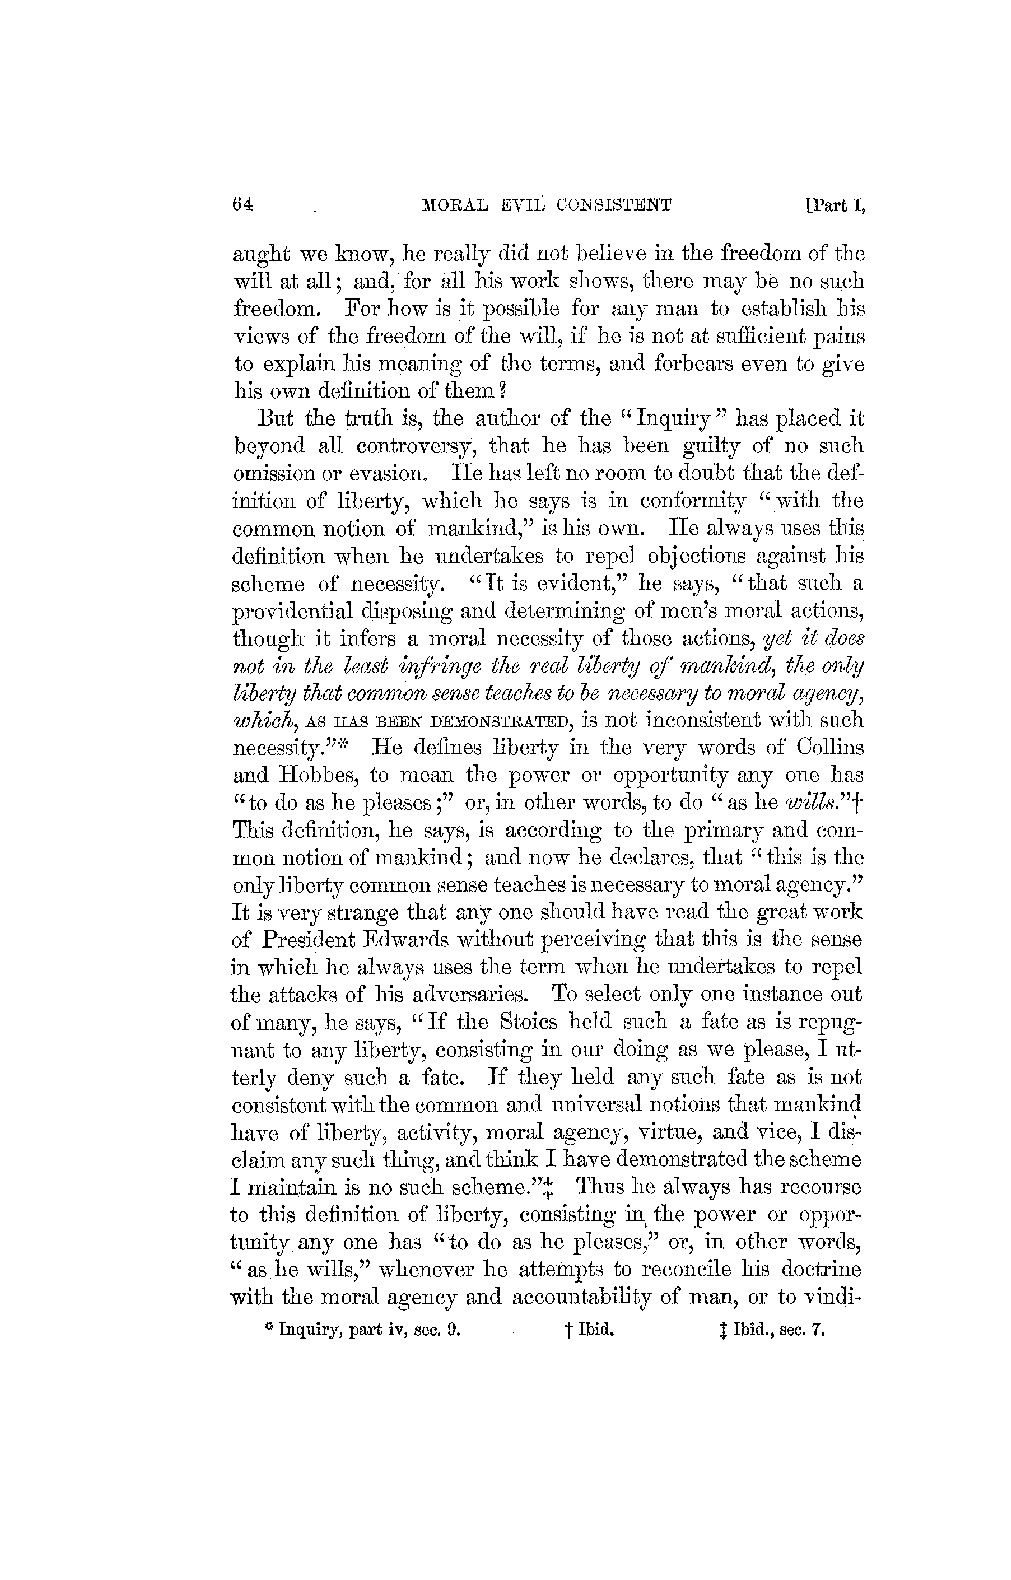 64 MORAL EVIL CONSISTENT [Part I,
aught we know, he really did not believe in the freedom of the
will at all; and, for all his work shows, there may be no such
freedom. For how is it possible for any man to establish his
views of the freedom of the will, if he is not at sufficient pains
to explain his meaning of the terms, and forbears even to give
his own definition of them?
But the truth is, the author of the “Inquiry” has placed it
beyond all controversy, that he has been guilty of no such
omission or evasion. He has left no room to doubt that the def-
inition of liberty, which he says is in conformity “with the
common notion of mankind,” is his own. He always uses this
definition when he undertakes to repel objections against his
scheme of necessity. “It is evident,” he says, “that such a
providential disposing and determining of men’s moral actions,
though it infers a moral necessity of those actions, yet it does
not in the least infringe the real liberty of mankind, the only
liberty that common sense teaches to be necessary to moral agency,
which, AS HAS BEEN DEMONSTRATED, is not inconsistent with such
necessity.”* He defines liberty in the very words of Collins
and Hobbes, to mean the power or opportunity any one has
“to do as he pleases;” or, in other words, to do “as he wills.”†
This definition, he says, is according to the primary and com-
mon notion of mankind; and now he declares, that “this is the
only liberty common sense teaches is necessary to moral agency.”
It is very strange that any one should have read the great work
of President Edwards without perceiving that this is the sense
in which he always uses the term when he undertakes to repel
the attacks of his adversaries. To select only one instance out
of many, he says, “If the Stoics held such a fate as is repug-
nant to any liberty, consisting in our doing as we please, I ut-
terly deny such a fate. If they held any such fate as is not
consistent with the common and universal notions that mankind
have of liberty, activity, moral agency, virtue, and vice, I dis-
claim any such thing, and think I have demonstrated the scheme
I maintain is no such scheme.”‡ Thus he always has recourse
to this definition of liberty, consisting in the power or oppor-
tunity any one has “to do as he pleases,” or, in other words,
“as he wills,” whenever he attempts to reconcile his doctrine
with the moral agency and accountability of man, or to vindi-
* Inquiry, part iv, sec. 9. † Ibid. ‡ Ibid., sec. 7.